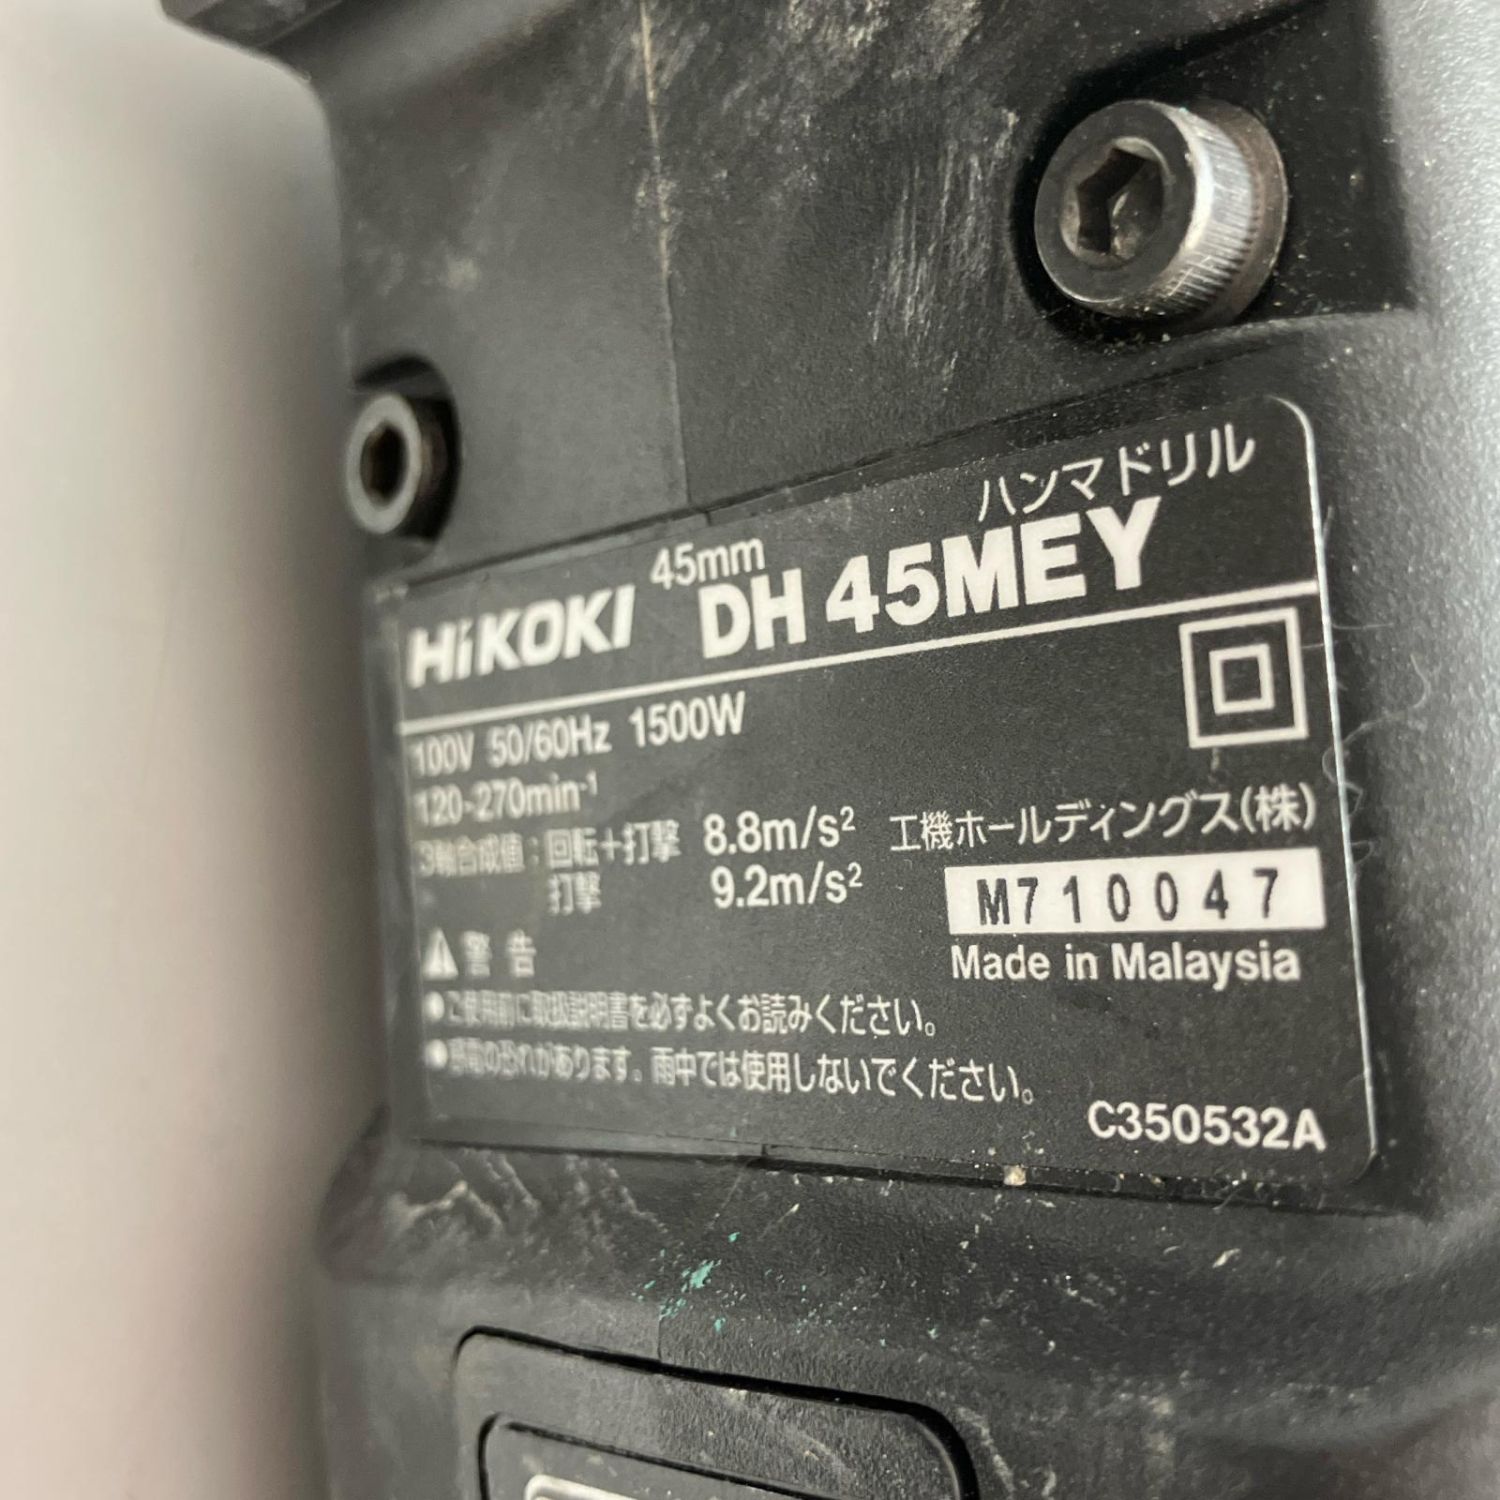 ハンマドリル
HiKOKI 45mm DH 45MEY
100V 50/60Hz 1500W
120-270min-1
3軸合成値：回転＋打撃 8.8m/s²
打撃 9.2m/s²
工機ホールディングス(株)
M710047
Made in Malaysia
警告
●ご使用前に取扱説明書を必ずよくお読みください。
●感電の恐れがあります。雨中では使用しないでください。
C350532A